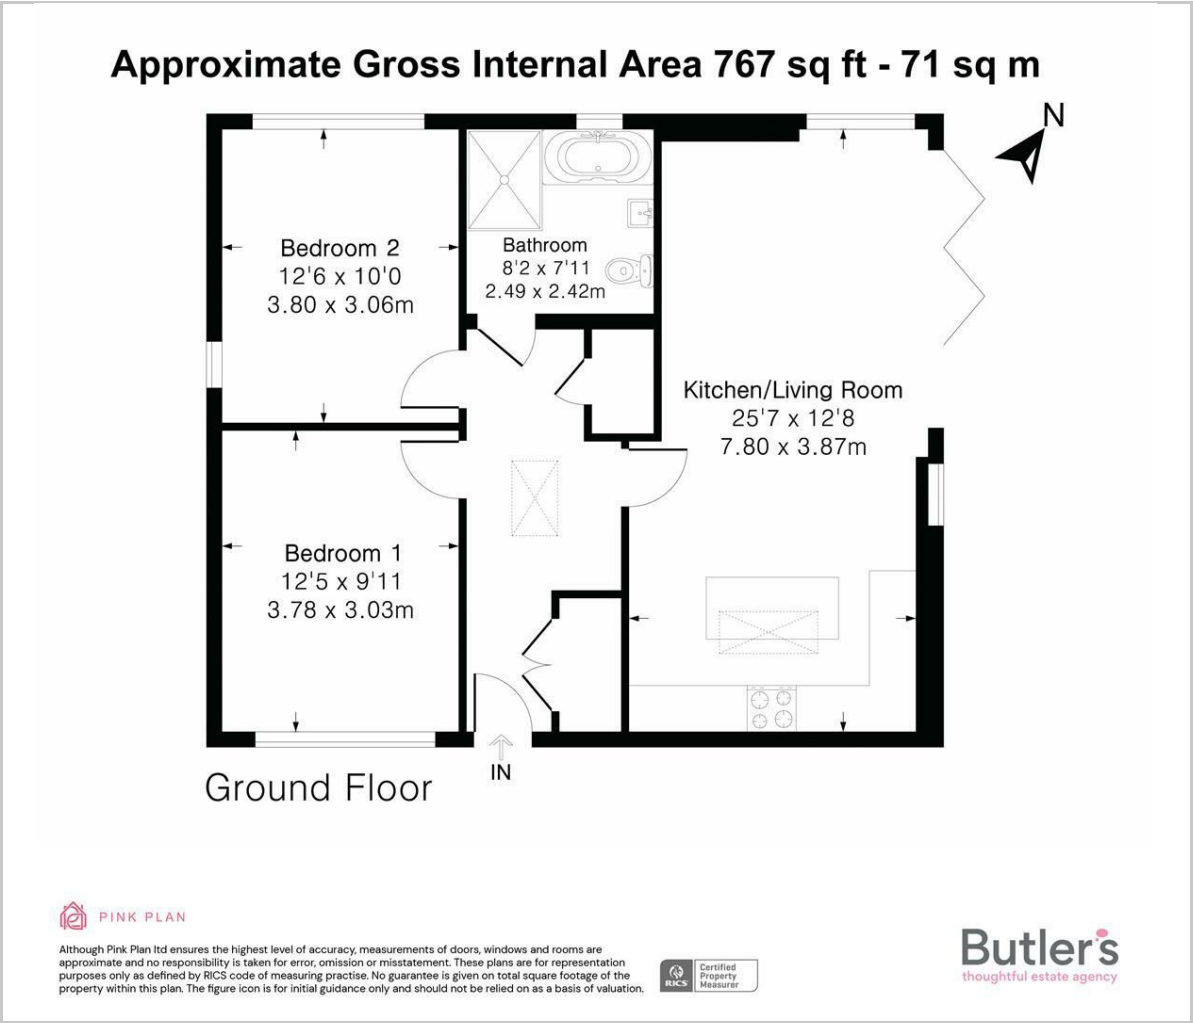 Approximate Gross Internal Area 767 sq ft - 71 sq m
N
Bedroom 2
12'6 x 10'0
3.80 x 3.06m
Bathroom
8'2 x 7'11
2.49 x 2.42m
Kitchen/Living Room
25'7 x 12'8
7.80 x 3.87m
Bedroom 1
12'5 x 9'11
3.78 x 3.03m
IN
Ground Floor
PINK PLAN
Although Pink Plan ltd ensures the highest level of accuracy, measurements of doors, windows and rooms are
approximate and no responsibility is taken for error, omission or misstatement. These plans are for representation
purposes only as defined by RICS code of measuring practise. No guarantee is given on total square footage of the
property within this plan. The figure icon is for initial guidance only and should not be relied on as a basis of valuation.
RICS
Certified
Property
Measurer
Butler's
thoughtful estate agency